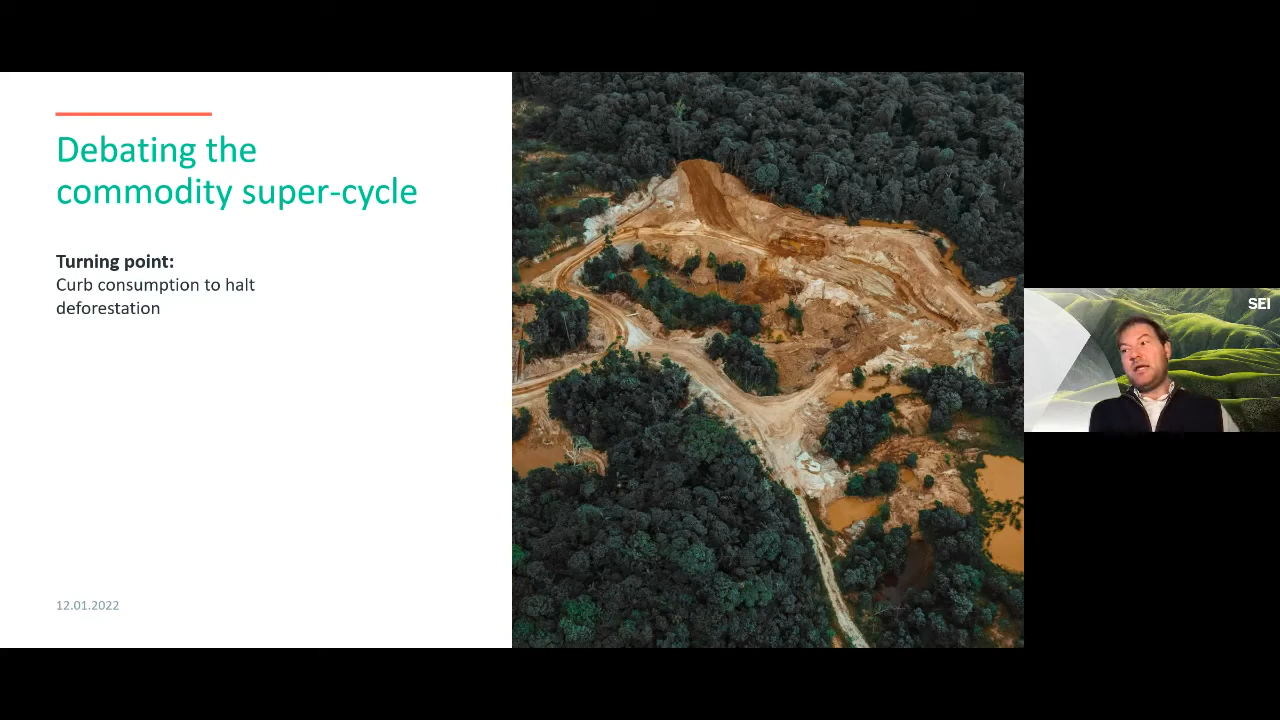 Debating the
commodity super-cycle
Turning point:
Curb consumption to halt
deforestation
12.01.2022
SEI